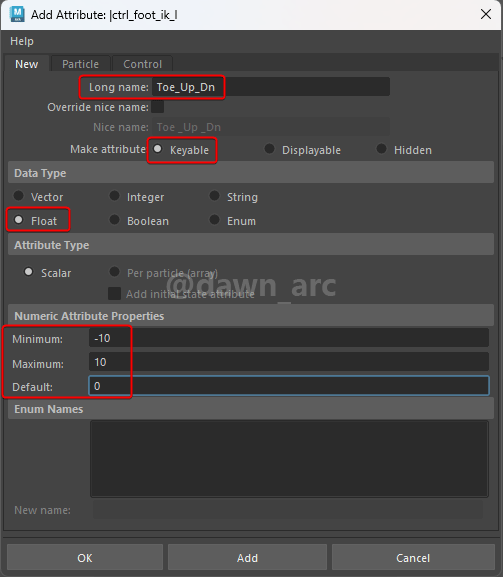 M
Add Attribute: |ctrl_foot_ik_l
Help
New Particle Control
Long name: Toe_Up_Dn
Override nice name:
Nice name: Toe _Up _Dn
Make attribute: Keyable Displayable Hidden
Data Type
Vector Integer String
Float Boolean Enum
Attribute Type
Scalar Per particle (array)
@dawn_arc
Add initial state attribute
Numeric Attribute Properties
Minimum: -10
Maximum: 10
Default: 0
Enum Names
New name:
OK Add Cancel